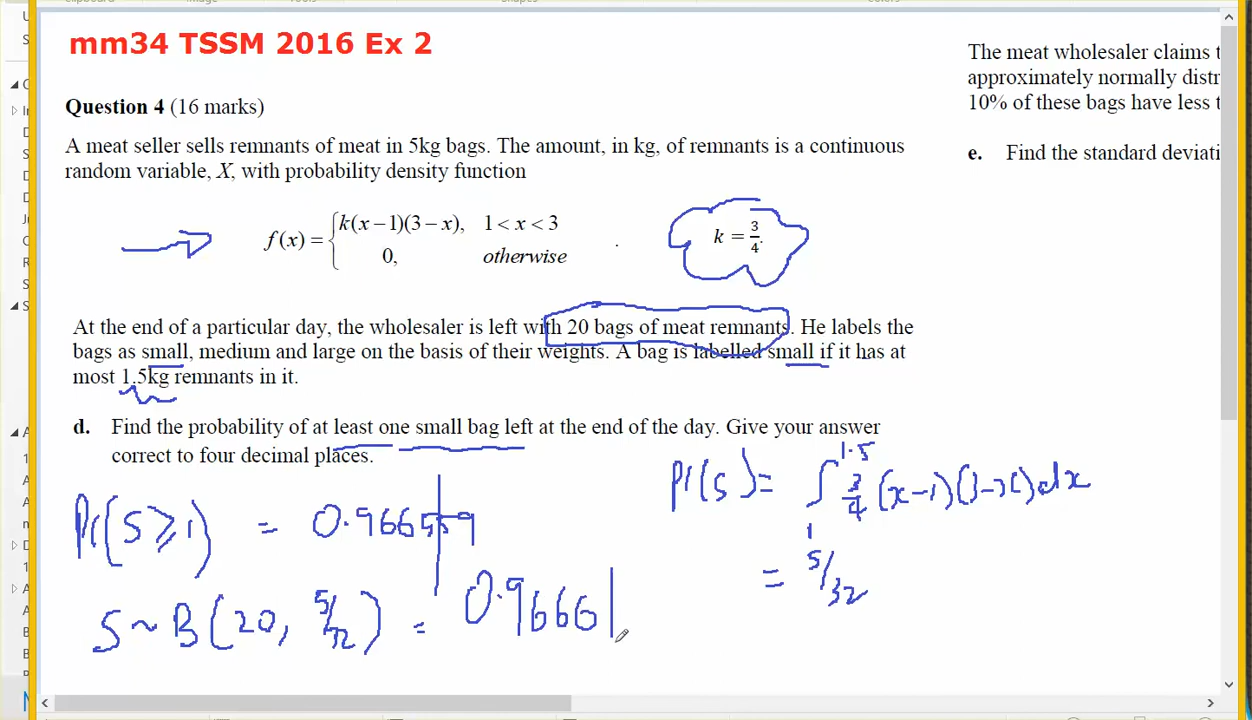 mm34 TSSM 2016 Ex 2
Question 4 (16 marks)
A meat seller sells remnants of meat in 5kg bags. The amount, in kg, of remnants is a continuous
random variable, X, with probability density function
f(x) = { k(x−1)(3−x), 1 < x < 3
0, otherwise
k = 3/4.
At the end of a particular day, the wholesaler is left with 20 bags of meat remnants. He labels the
bags as small, medium and large on the basis of their weights. A bag is labelled small if it has at
most 1.5kg remnants in it.
d. Find the probability of at least one small bag left at the end of the day. Give your answer
correct to four decimal places.
Pr(S ≥ 1) = 0.966559
S ~ B(20, 5/32) = 0.9666
Pr(S) = ∫ 1 1.5 3/4 (x−1)(3−x) dx
= 5/32
The meat wholesaler claims t
approximately normally distr
10% of these bags have less t
e. Find the standard deviati